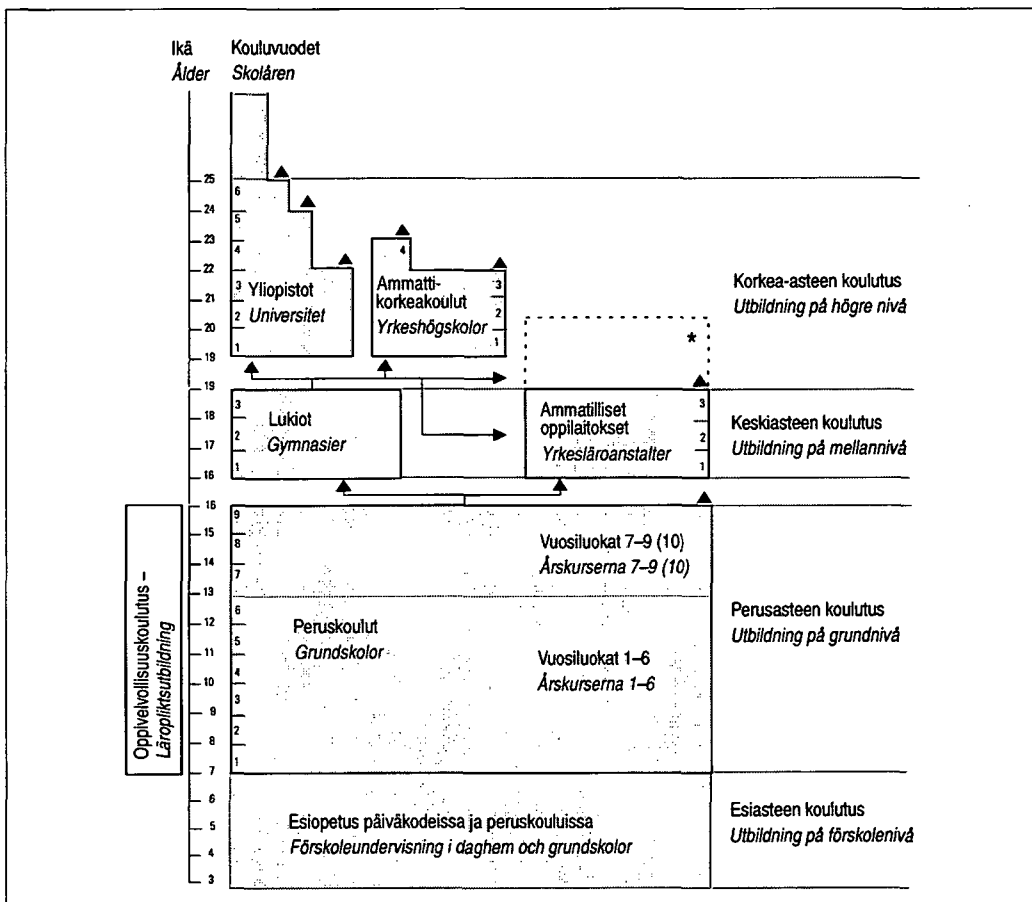 Ikä
Ålder
Kouluvuodet
Skolåren
25
24
23
22
21
20
19
6
5
4
3
2
1
Yliopistot
Universitet
4
Ammatti-
korkeakoulut
Yrkeshögskolor
3
2
1
*
Korkea-asteen koulutus
Utbildning på högre nivå
19
18
17
16
3
2
1
Lukiot
Gymnasier
Ammatilliset
oppilaitokset
Yrkesläroanstalter
3
2
1
Keskiasteen koulutus
Utbildning på mellannivå
Oppivelvollisuuskoulutus –
Läropliktsutbildning
16
15
14
13
12
11
10
9
8
7
9
8
7
6
5
4
3
2
1
Vuosiluokat 7–9 (10)
Årskurserna 7–9 (10)
Peruskoulut
Grundskolor
Vuosiluokat 1–6
Årskurserna 1–6
Perusasteen koulutus
Utbildning på grundnivå
6
5
4
3
Esiopetus päiväkodeissa ja peruskouluissa
Förskoleundervisning i daghem och grundskolor
Esiasteen koulutus
Utbildning på förskolenivå